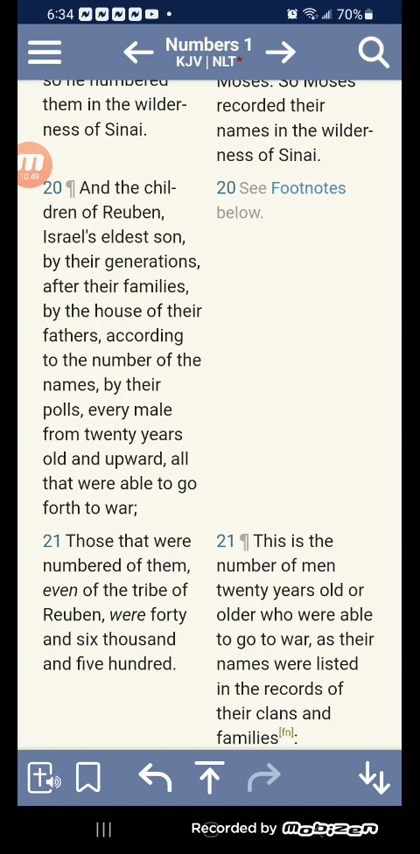 6:34 N N N N 70%
Numbers 1
KJV | NLT*
so he numbered
them in the wilder-
ness of Sinai.
Moses. So Moses
recorded their
names in the wilder-
ness of Sinai.
10:49
20 ¶ And the chil-
dren of Reuben,
Israel's eldest son,
by their generations,
after their families,
by the house of their
fathers, according
to the number of the
names, by their
polls, every male
from twenty years
old and upward, all
that were able to go
forth to war;
20 See Footnotes
below.
21 Those that were
numbered of them,
even of the tribe of
Reuben, were forty
and six thousand
and five hundred.
21 ¶ This is the
number of men
twenty years old or
older who were able
to go to war, as their
names were listed
in the records of
their clans and
families[fn]:
Recorded by MOBIZEN